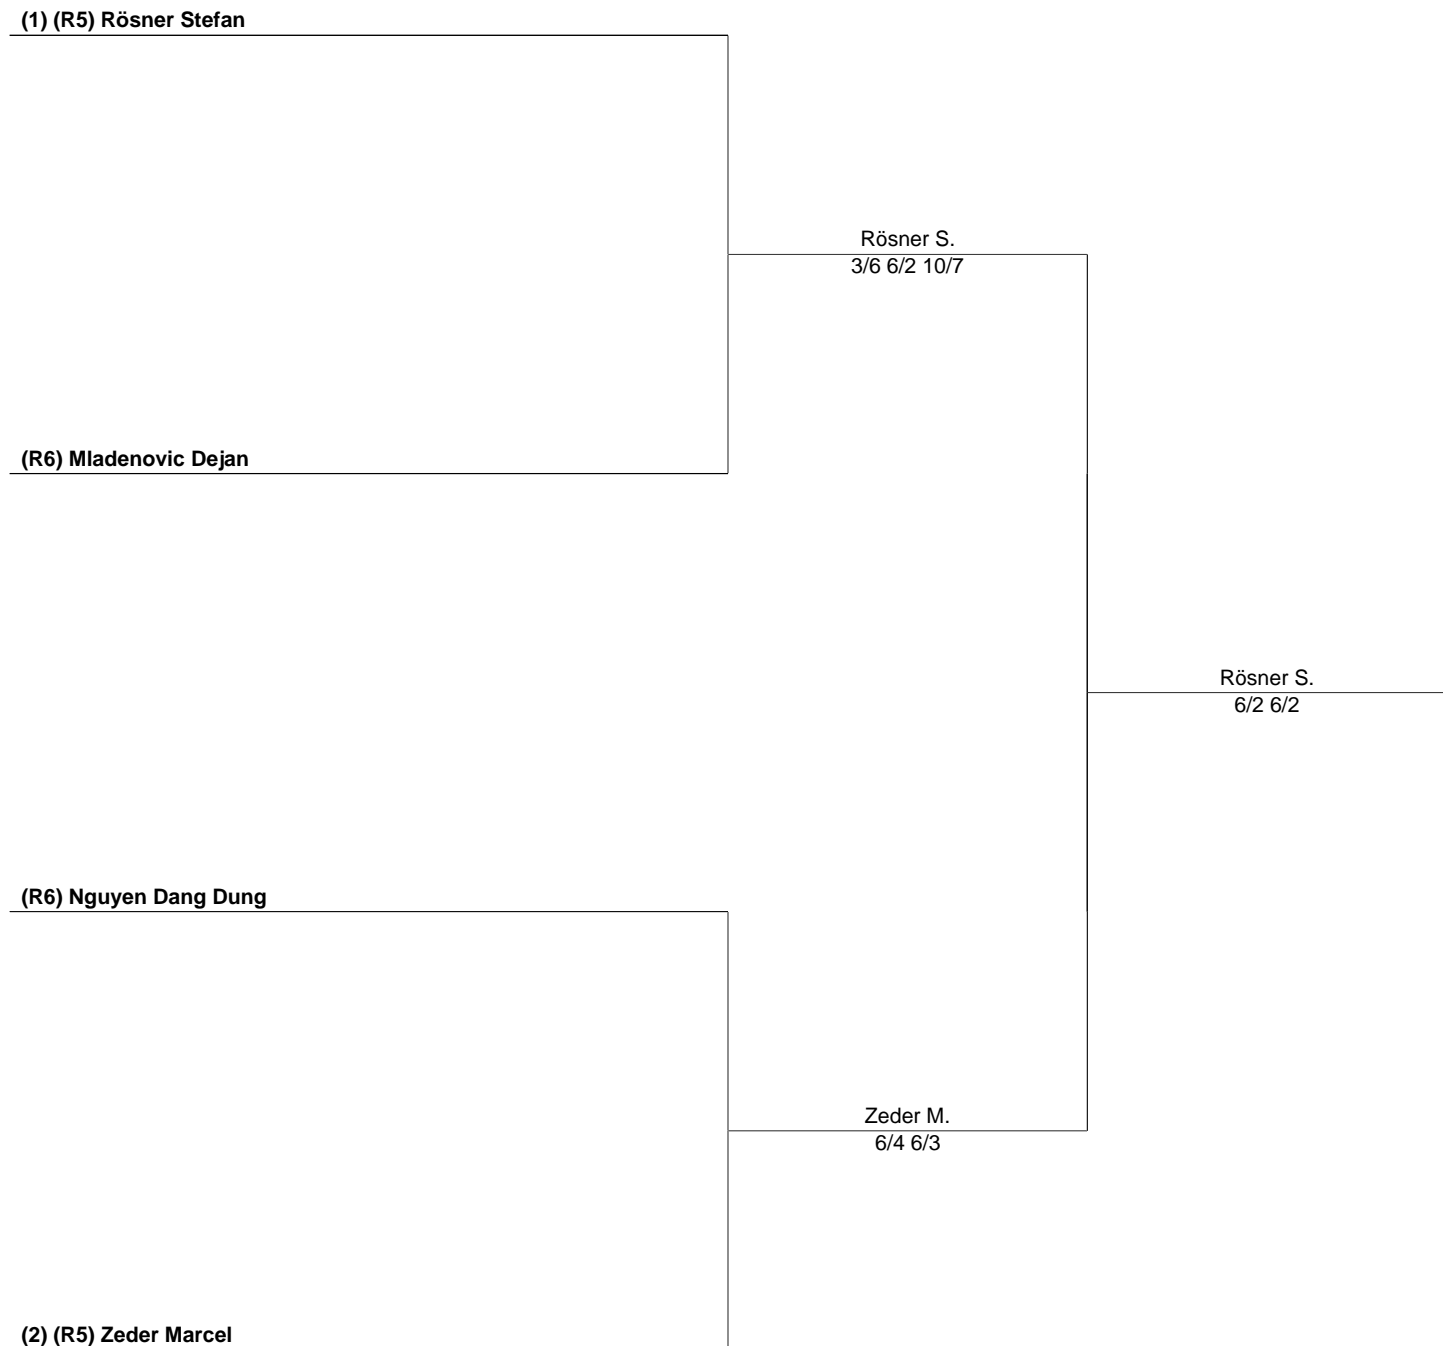 (1) (R5) Rösner Stefan
Rösner S.
3/6 6/2 10/7
(R6) Mladenovic Dejan
Rösner S.
6/2 6/2
(R6) Nguyen Dang Dung
Zeder M.
6/4 6/3
(2) (R5) Zeder Marcel